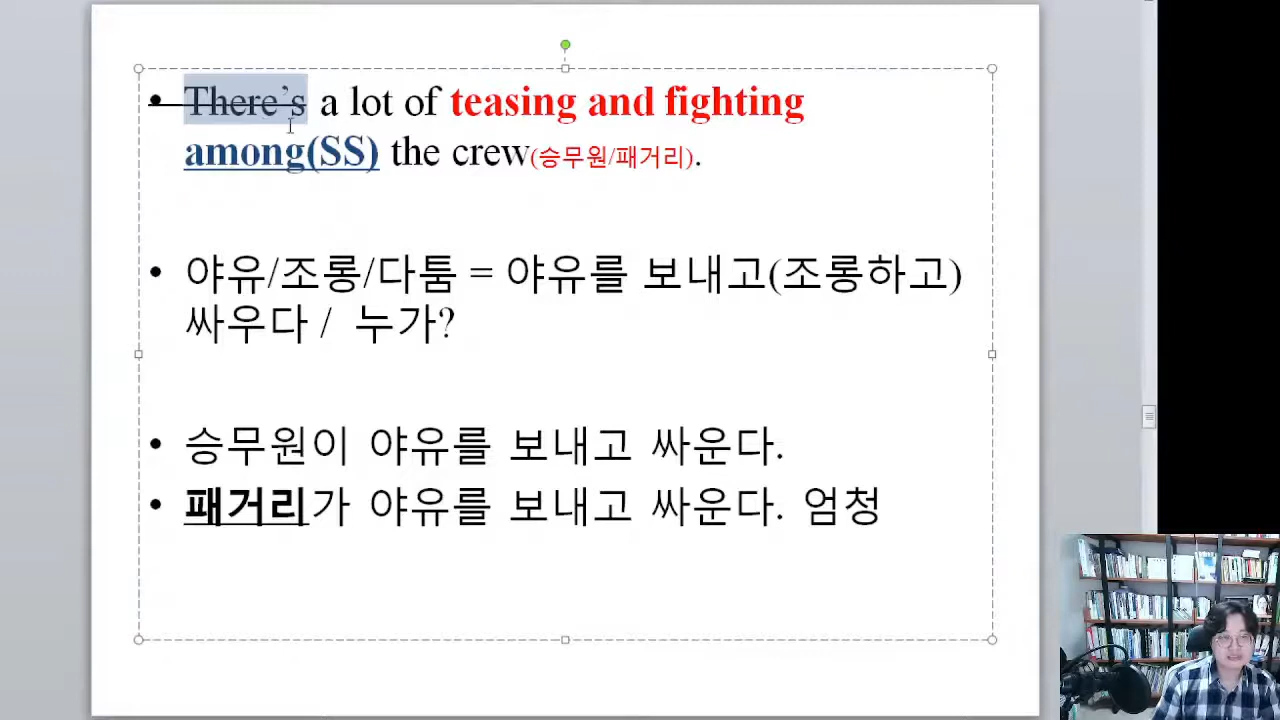 • There's a lot of teasing and fighting
among(SS) the crew(승무원/패거리).
• 야유/조롱/다툼 = 야유를 보내고(조롱하고)
싸우다 / 누가?
• 승무원이 야유를 보내고 싸운다.
• 패거리가 야유를 보내고 싸운다. 엄청